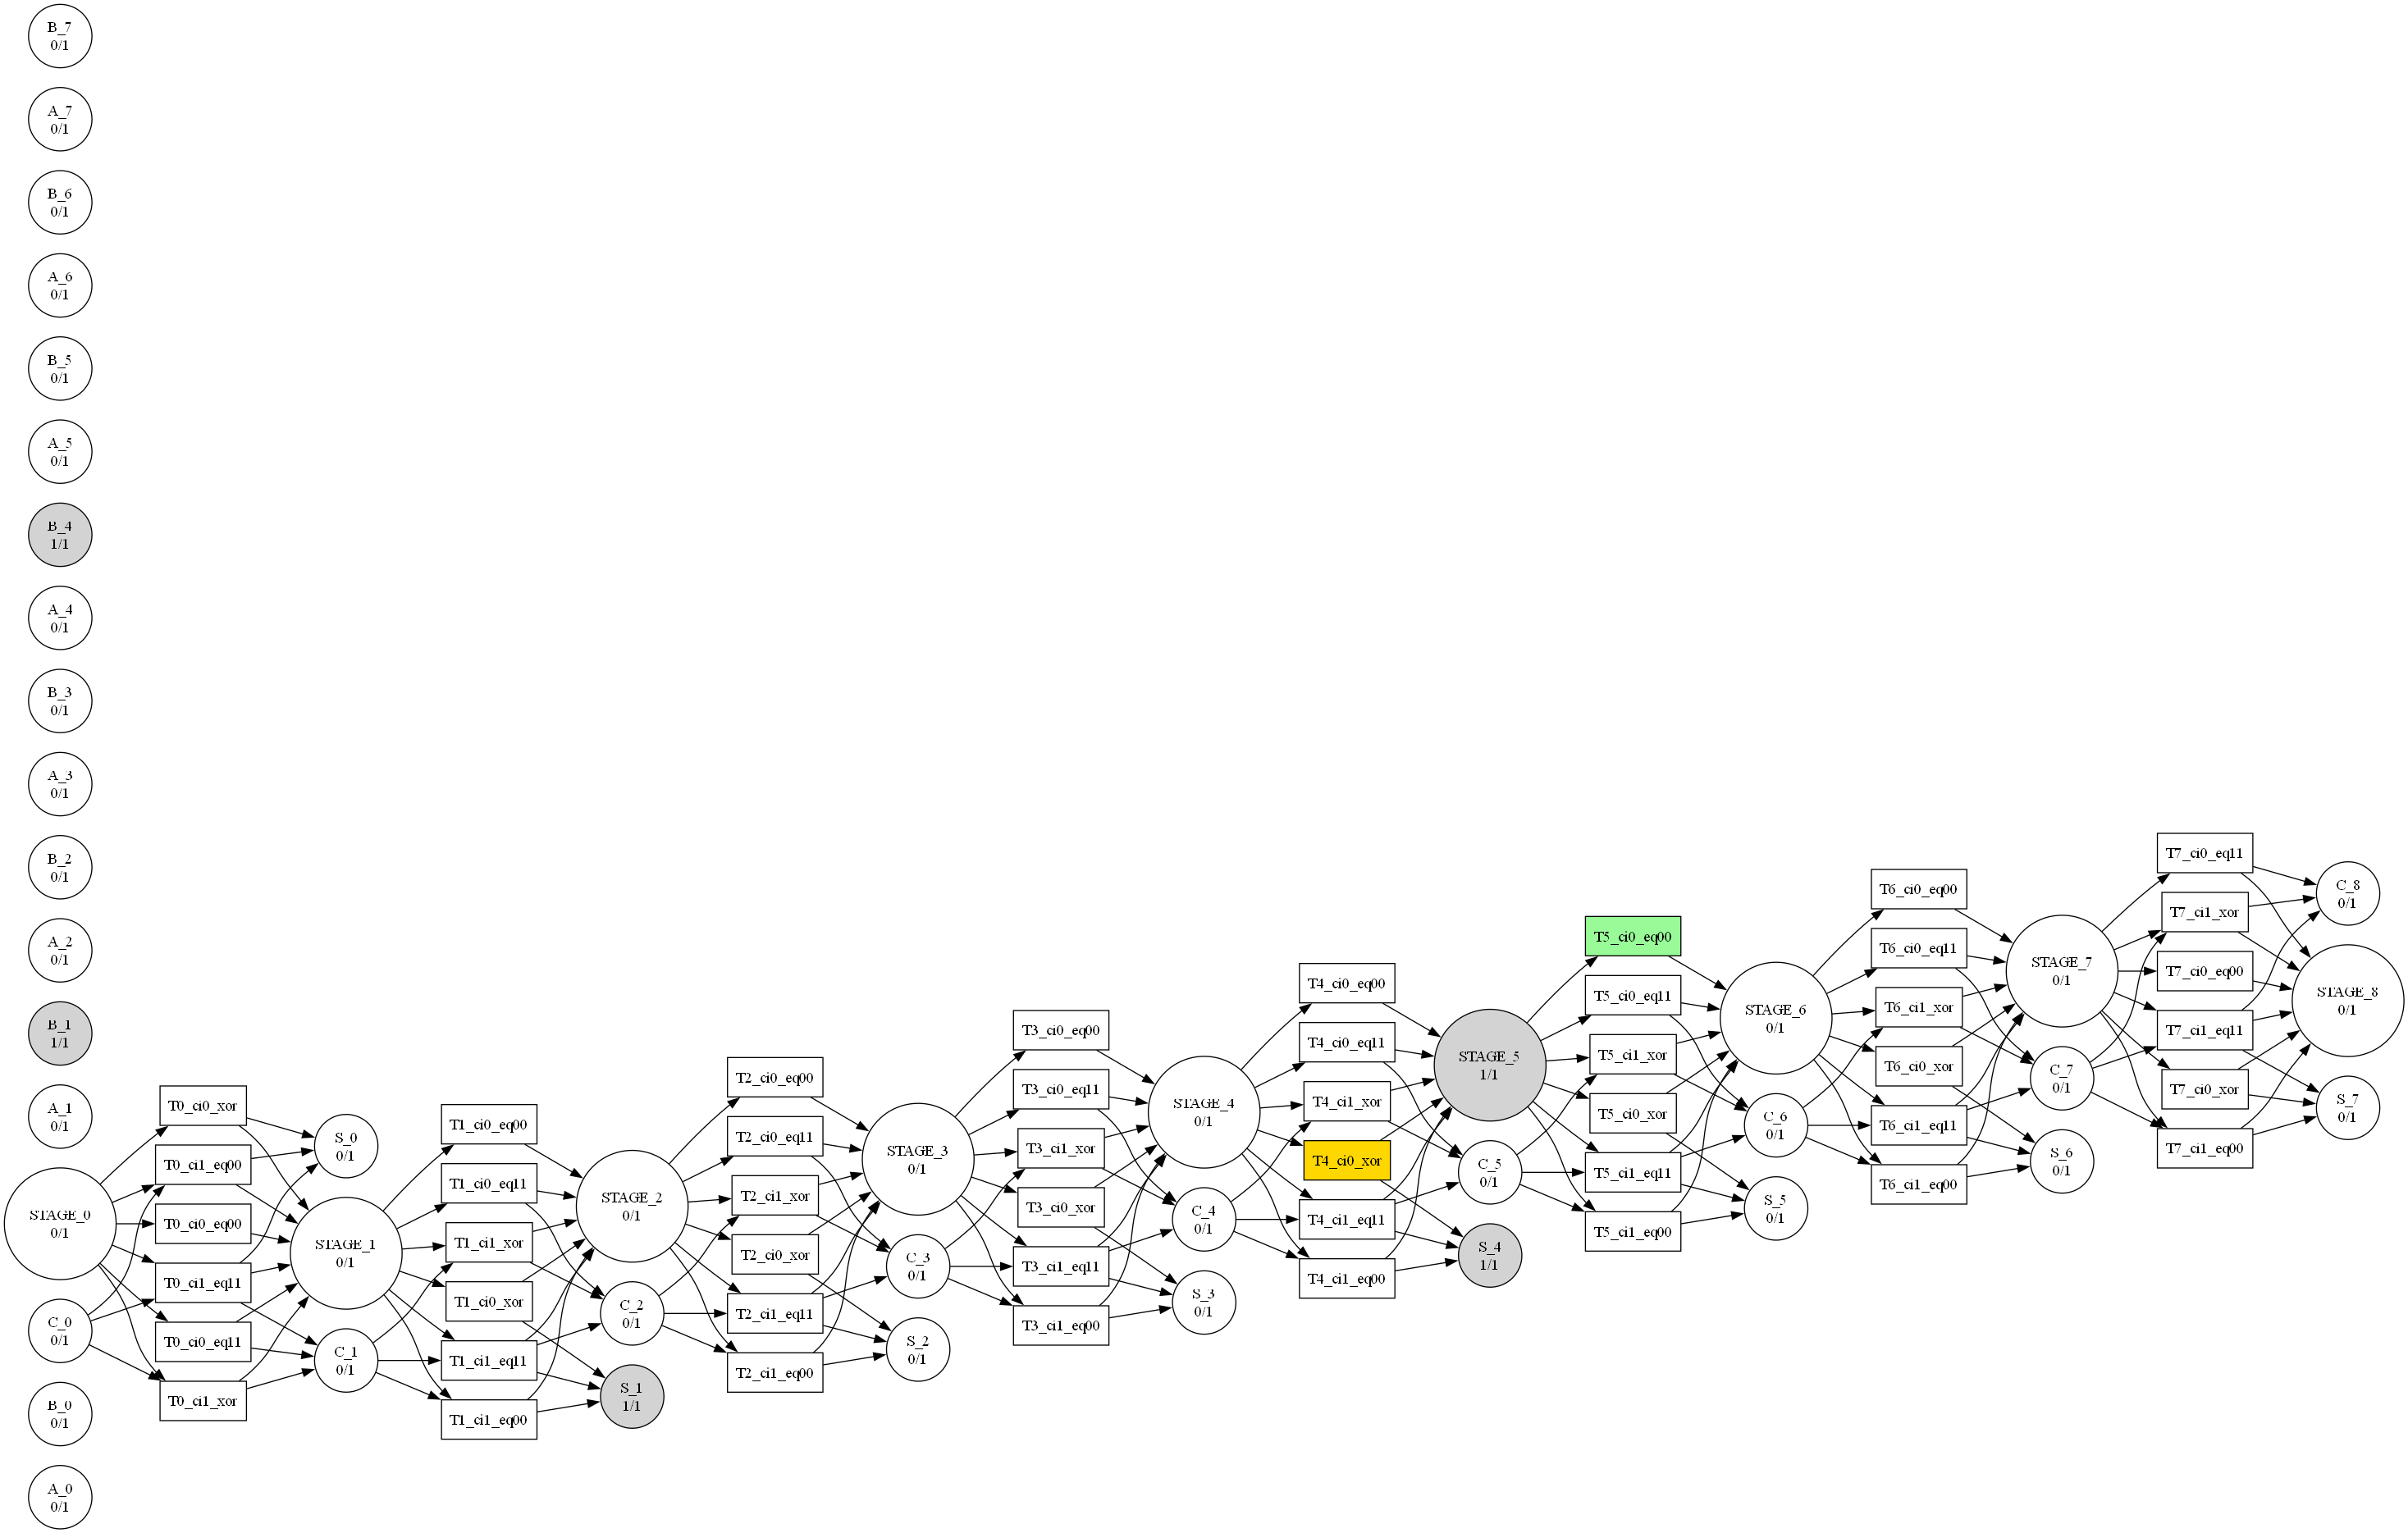 B_7
0/1
A_7
0/1
B_6
0/1
A_6
0/1
B_5
0/1
A_5
0/1
B_4
1/1
A_4
0/1
B_3
0/1
A_3
0/1
B_2
0/1
A_2
0/1
B_1
1/1
A_1
0/1
STAGE_0
0/1
C_0
0/1
B_0
0/1
A_0
0/1
T0_ci0_xor
T0_ci1_eq00
T0_ci0_eq00
T0_ci1_eq11
T0_ci0_eq11
T0_ci1_xor
S_0
0/1
STAGE_1
0/1
C_1
0/1
T1_ci0_eq00
T1_ci0_eq11
T1_ci1_xor
T1_ci0_xor
T1_ci1_eq11
T1_ci1_eq00
STAGE_2
0/1
C_2
0/1
S_1
1/1
T2_ci0_eq00
T2_ci0_eq11
T2_ci1_xor
T2_ci0_xor
T2_ci1_eq11
T2_ci1_eq00
STAGE_3
0/1
C_3
0/1
S_2
0/1
T3_ci0_eq00
T3_ci0_eq11
T3_ci1_xor
T3_ci0_xor
T3_ci1_eq11
T3_ci1_eq00
STAGE_4
0/1
C_4
0/1
S_3
0/1
T4_ci0_eq00
T4_ci0_eq11
T4_ci1_xor
T4_ci0_xor
T4_ci1_eq11
T4_ci1_eq00
STAGE_5
1/1
C_5
0/1
S_4
1/1
T5_ci0_eq00
T5_ci0_eq11
T5_ci1_xor
T5_ci0_xor
T5_ci1_eq11
T5_ci1_eq00
STAGE_6
0/1
C_6
0/1
S_5
0/1
T6_ci0_eq00
T6_ci0_eq11
T6_ci1_xor
T6_ci0_xor
T6_ci1_eq11
T6_ci1_eq00
STAGE_7
0/1
C_7
0/1
S_6
0/1
T7_ci0_eq11
T7_ci1_xor
T7_ci0_eq00
T7_ci1_eq11
T7_ci0_xor
T7_ci1_eq00
C_8
0/1
STAGE_8
0/1
S_7
0/1